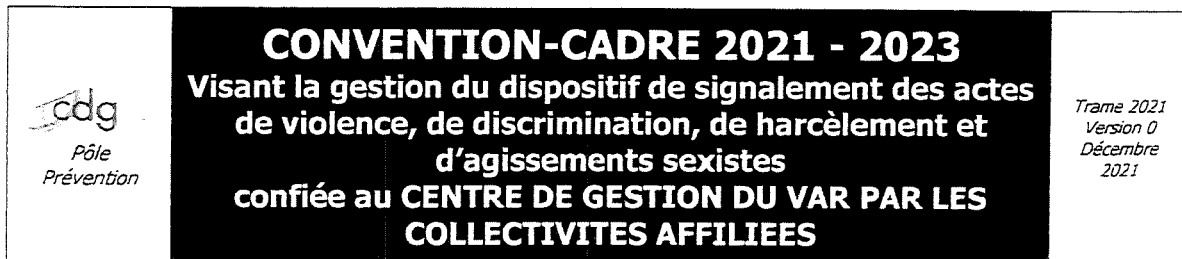 cdg
Pôle
Prévention
CONVENTION-CADRE 2021 - 2023
Visant la gestion du dispositif de signalement des actes
de violence, de discrimination, de harcèlement et
d'agissements sexistes
confiée au CENTRE DE GESTION DU VAR PAR LES
COLLECTIVITES AFFILIEES
Trame 2021
Version 0
Décembre
2021